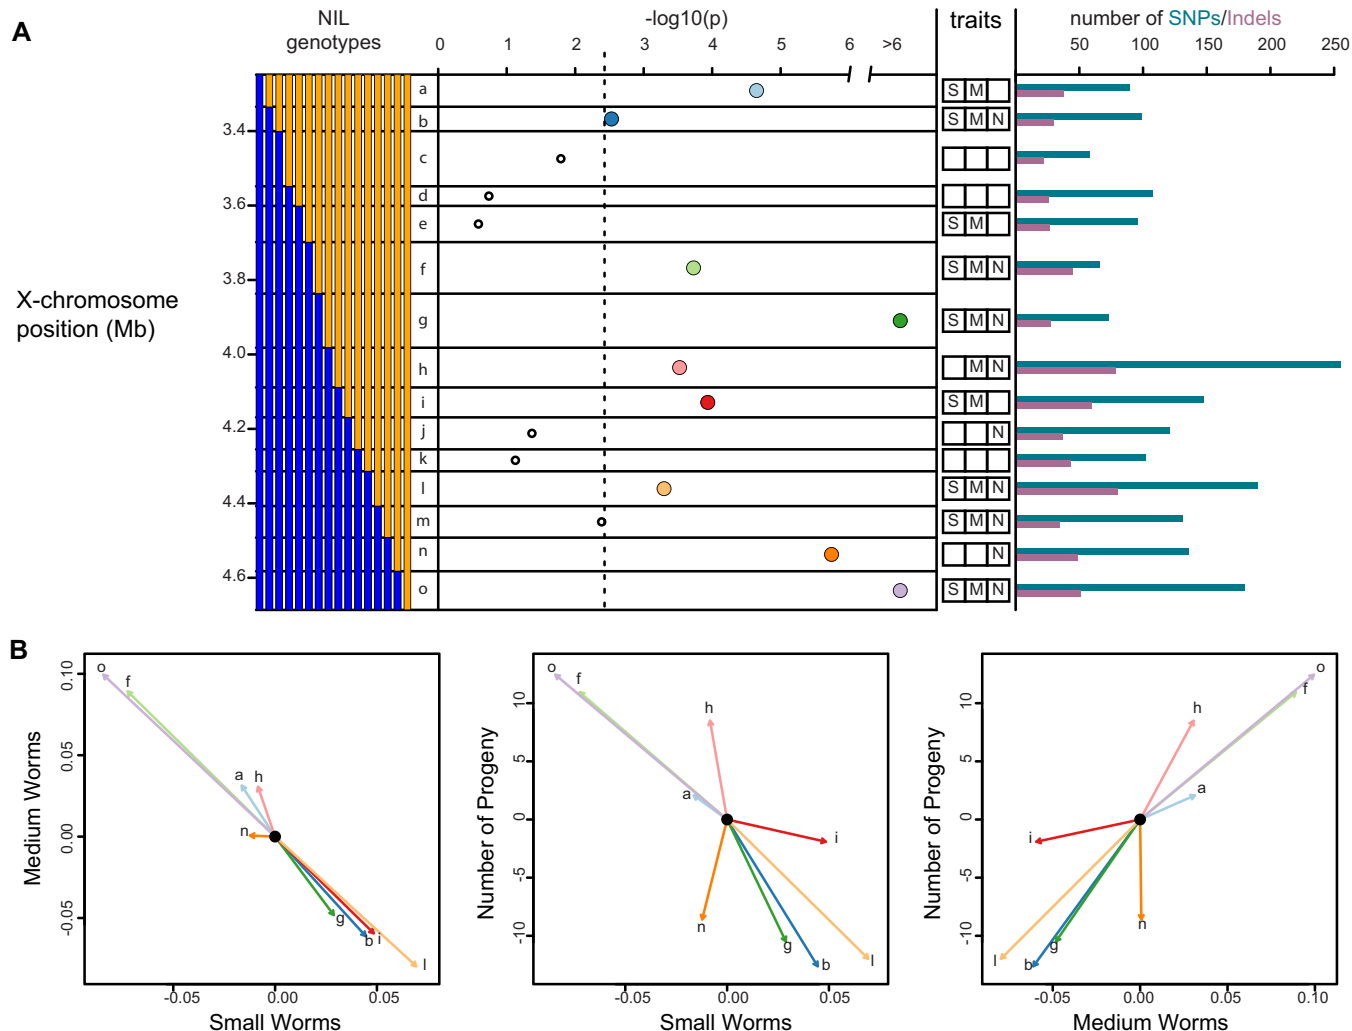 A
NIL
genotypes
-log10(p)
0 1 2 3 4 5 6 >6
traits
number of SNPs/Indels
50 100 150 200 250
X-chromosome
position (Mb)
3.4
3.6
3.8
4.0
4.2
4.4
4.6
a S M
b S M N
c
d
e S M
f S M N
g S M N
h M N
i S M
j N
k
l S M N
m S M N
n N
o S M N
B
Medium Worms
0.10
0.05
0.00
-0.05
o
f
a h
n
g
b i
l
-0.05 0.00 0.05
Small Worms
Number of Progeny
10
5
0
-5
-10
o
f
h
a
i
n
g
b
l
-0.05 0.00 0.05
Small Worms
Number of Progeny
10
5
0
-5
-10
o
f
h
a
i
n
g
l
b
-0.05 0.00 0.05 0.10
Medium Worms